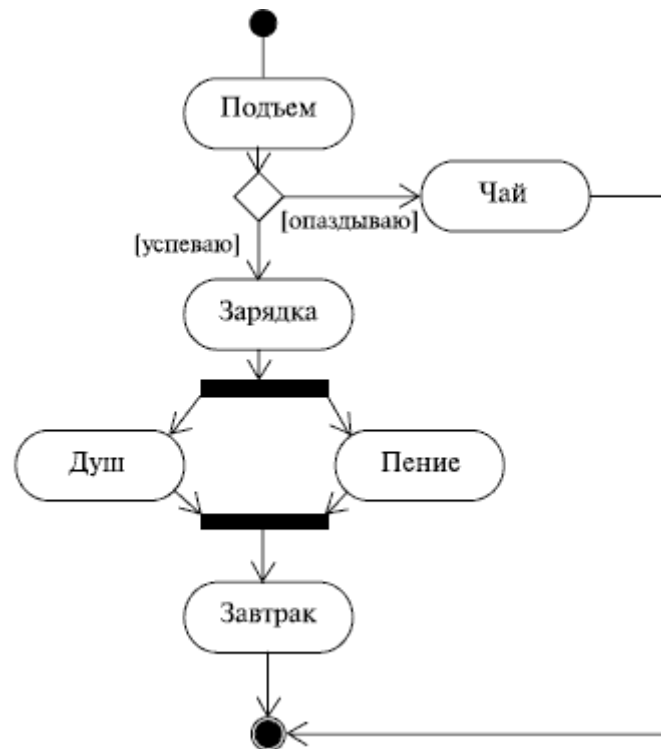 Подъем
Чай
[опаздываю]
[успеваю]
Зарядка
Душ
Пение
Завтрак